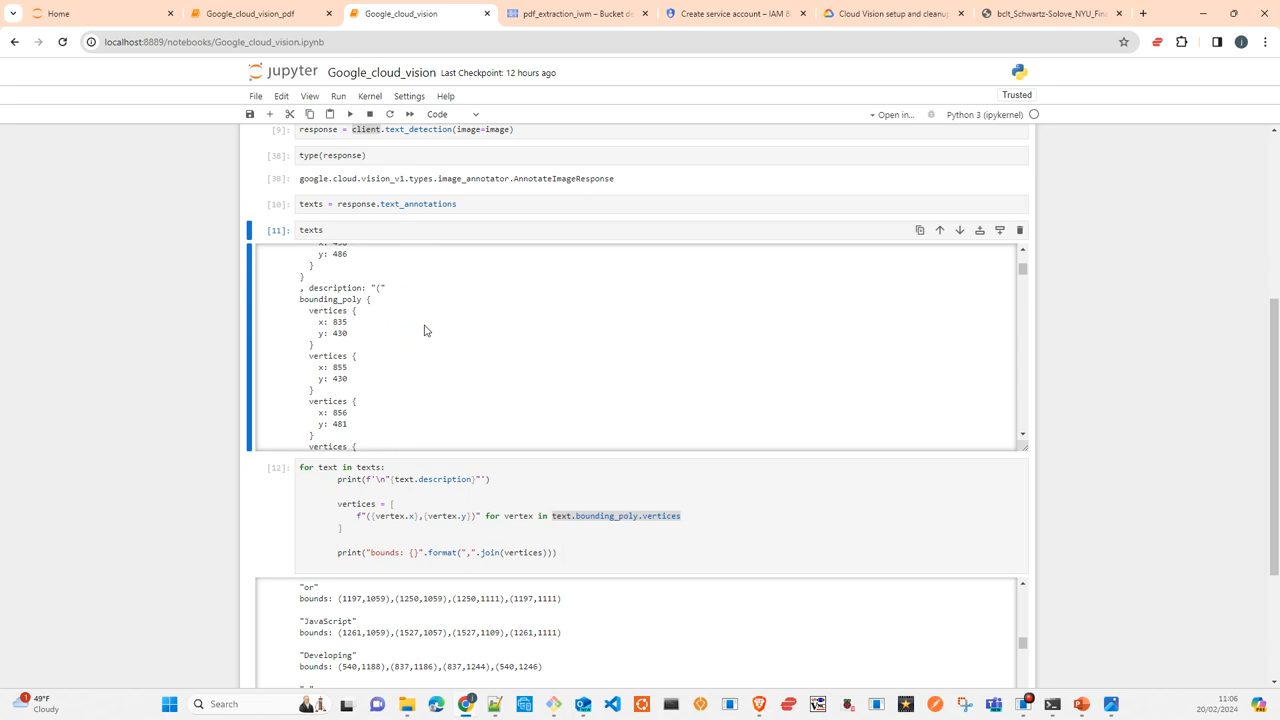 Home
Google_cloud_vision_pdf
Google_cloud_vision
pdf_extraction_iwm – Bucket de
Create service account – IAM &
Cloud Vision setup and cleanup
bclt_Schwartz-Solove_NYU_Fina
localhost:8889/notebooks/Google_cloud_vision.ipynb
jupyter Google_cloud_vision Last Checkpoint: 12 hours ago
File Edit View Run Kernel Settings Help
Trusted
Code
Open in...
Python 3 (ipykernel)
[9]: response = client.text_detection(image=image)
[38]: type(response)
[38]: google.cloud.vision_v1.types.image_annotator.AnnotateImageResponse
[10]: texts = response.text_annotations
[11]: texts
y: 486
}
}
, description: "("
bounding_poly {
vertices {
x: 835
y: 430
}
vertices {
x: 855
y: 430
}
vertices {
x: 856
y: 481
}
vertices {
[12]: for text in texts:
print(f'\n"{text.description}"')
vertices = [
f"({vertex.x},{vertex.y})" for vertex in text.bounding_poly.vertices
]
print("bounds: {}".format(",".join(vertices)))
"or"
bounds: (1197,1059),(1250,1059),(1250,1111),(1197,1111)
"JavaScript"
bounds: (1261,1059),(1527,1057),(1527,1109),(1261,1111)
"Developing"
bounds: (540,1188),(837,1186),(837,1244),(540,1246)
49°F
Cloudy
Search
11:06
20/02/2024